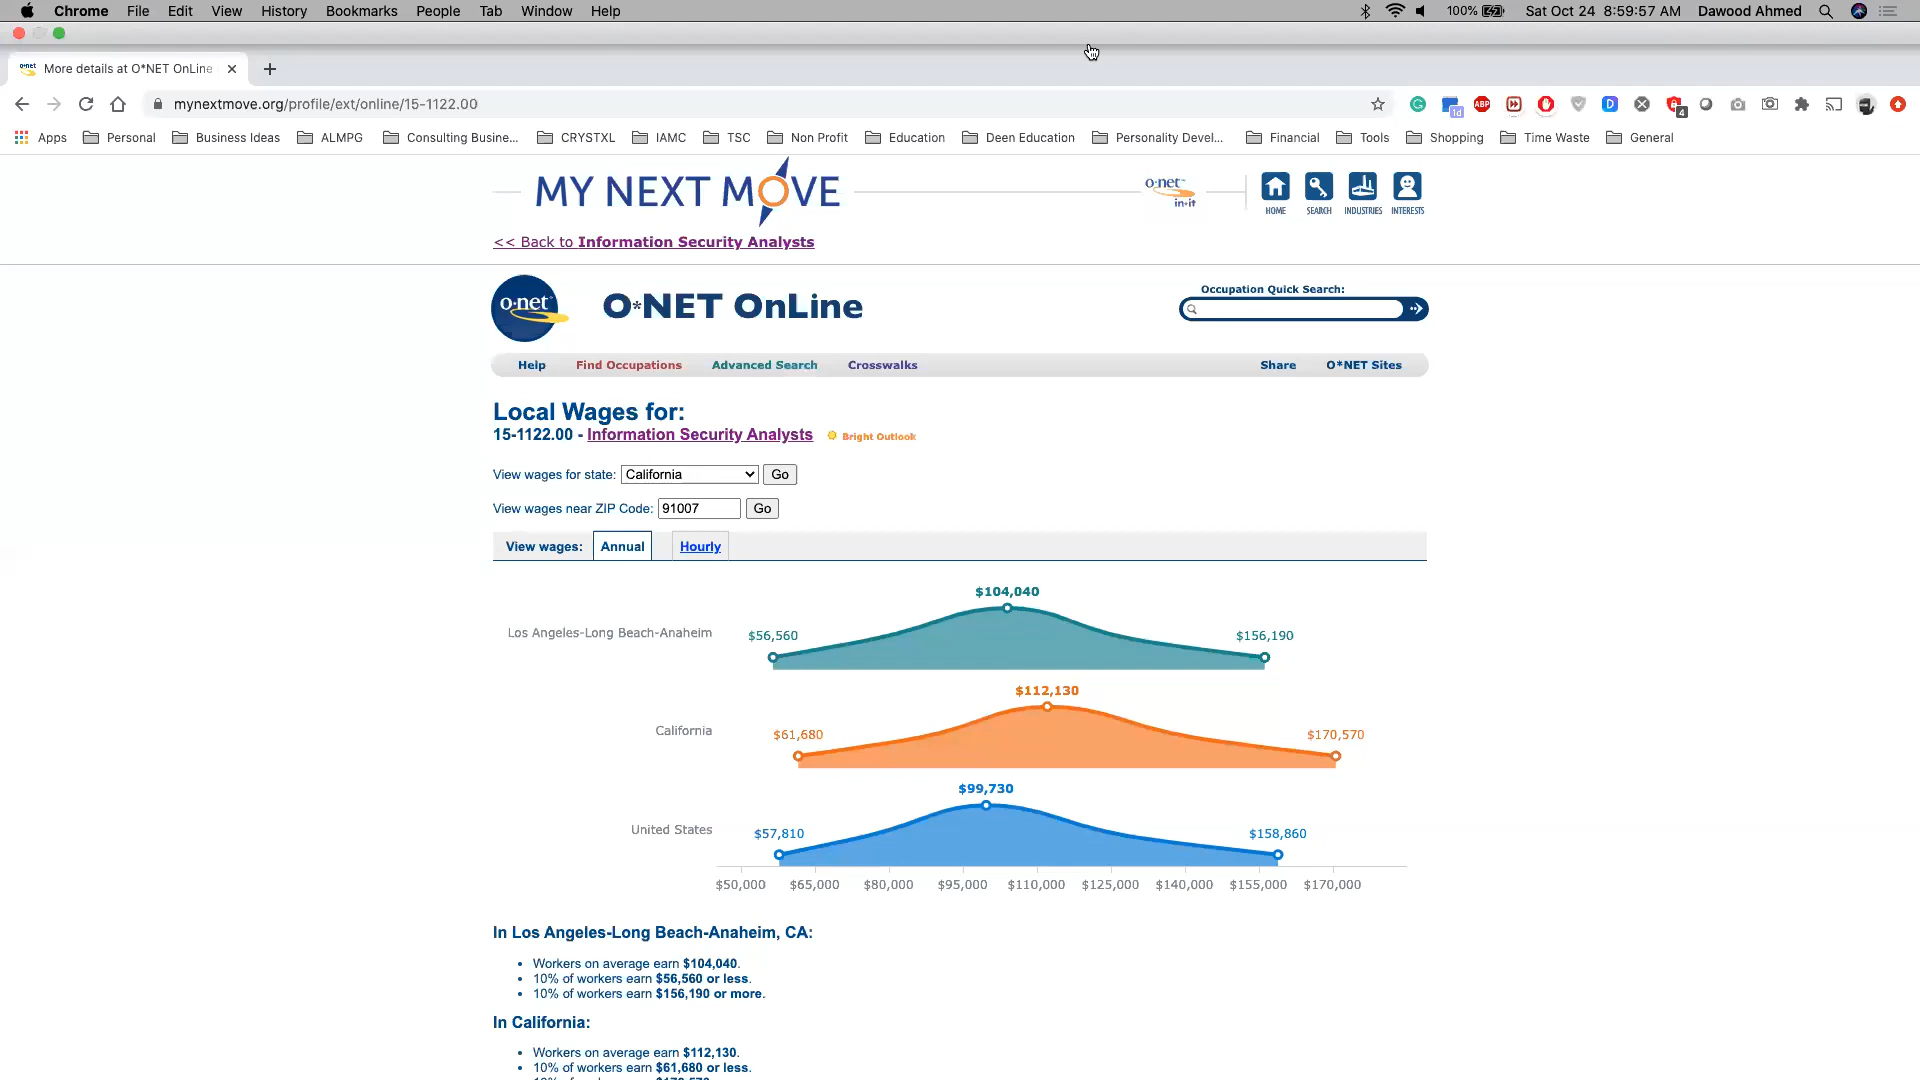 Chrome File Edit View History Bookmarks People Tab Window Help 100% Sat Oct 24 8:59:57 AM Dawood Ahmed
More details at O*NET OnLine
mynextmove.org/profile/ext/online/15-1122.00
Apps Personal Business Ideas ALMPG Consulting Busine... CRYSTXL IAMC TSC Non Profit Education Deen Education Personality Devel... Financial Tools Shopping Time Waste General
MY NEXT MOVE
o·net™ in·it
HOME SEARCH INDUSTRIES INTERESTS
<< Back to Information Security Analysts
o·net O*NET OnLine
Occupation Quick Search:
Help Find Occupations Advanced Search Crosswalks Share O*NET Sites
Local Wages for:
15-1122.00 - Information Security Analysts Bright Outlook
View wages for state: California Go
View wages near ZIP Code: 91007 Go
View wages: Annual Hourly
$104,040
Los Angeles-Long Beach-Anaheim $56,560 $156,190
$112,130
California $61,680 $170,570
$99,730
United States $57,810 $158,860
$50,000 $65,000 $80,000 $95,000 $110,000 $125,000 $140,000 $155,000 $170,000
In Los Angeles-Long Beach-Anaheim, CA:
• Workers on average earn $104,040.
• 10% of workers earn $56,560 or less.
• 10% of workers earn $156,190 or more.
In California:
• Workers on average earn $112,130.
• 10% of workers earn $61,680 or less.